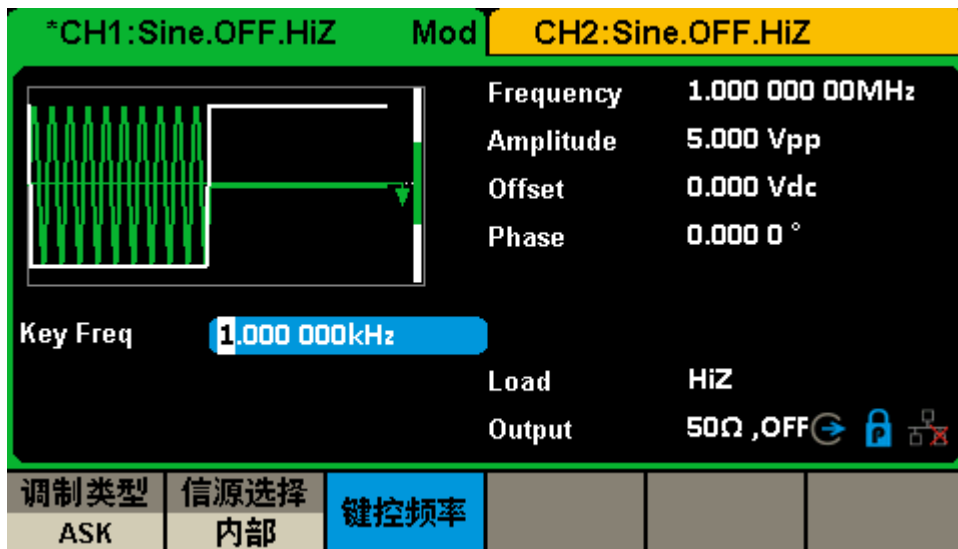 *CH1:Sine.OFF.HiZ Mod
CH2:Sine.OFF.HiZ
Frequency 1.000 000 00MHz
Amplitude 5.000 Vpp
Offset 0.000 Vdc
Phase 0.000 0 °
Key Freq 1.000 000kHz
Load HiZ
Output 50Ω ,OFF
P
调制类型 信源选择 键控频率
ASK 内部